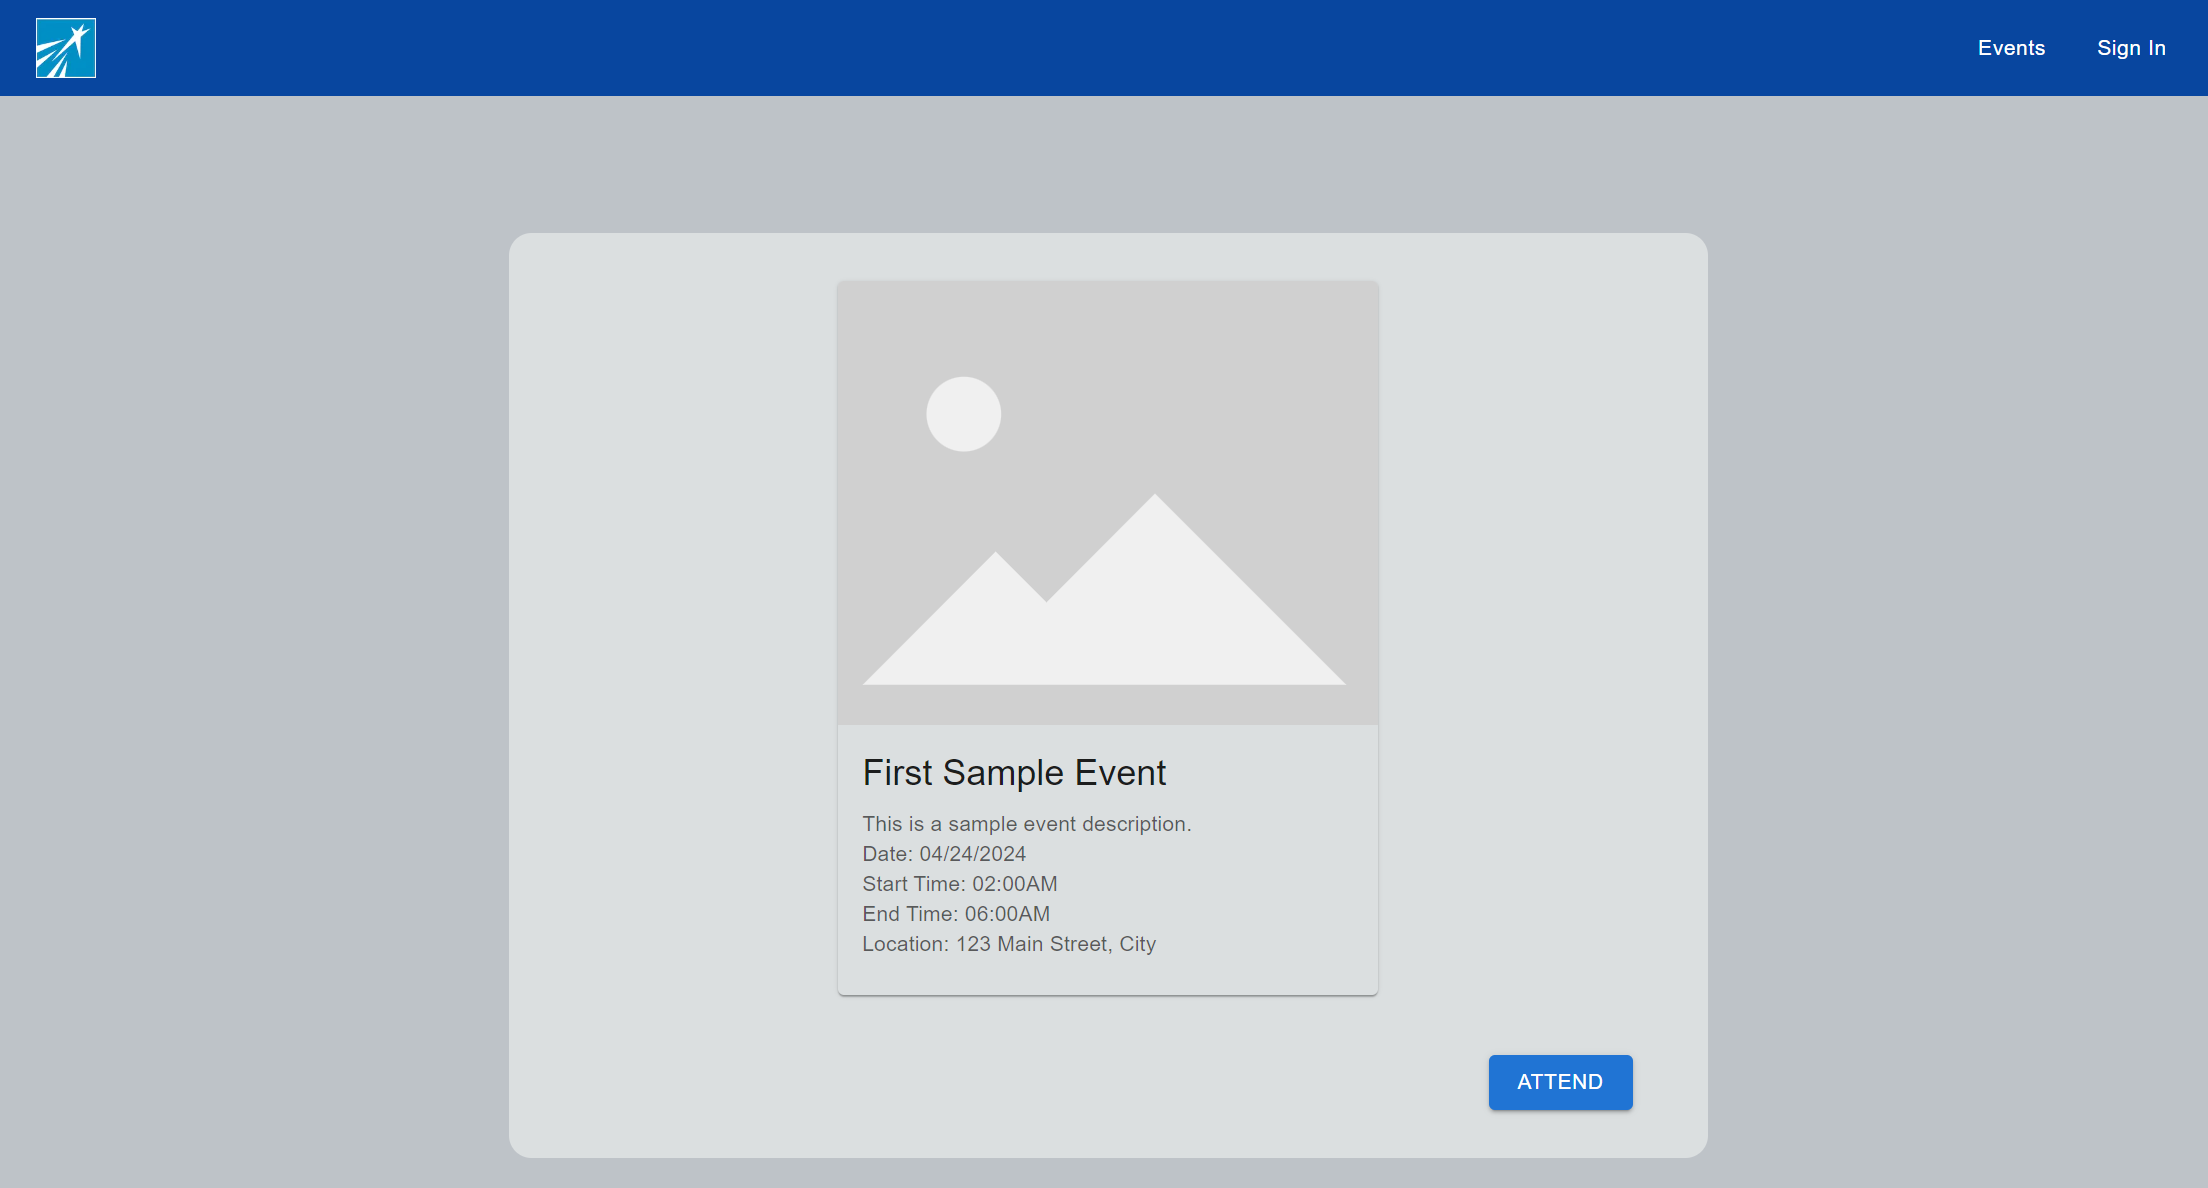 Events
Sign In
First Sample Event
This is a sample event description.
Date: 04/24/2024
Start Time: 02:00AM
End Time: 06:00AM
Location: 123 Main Street, City
ATTEND